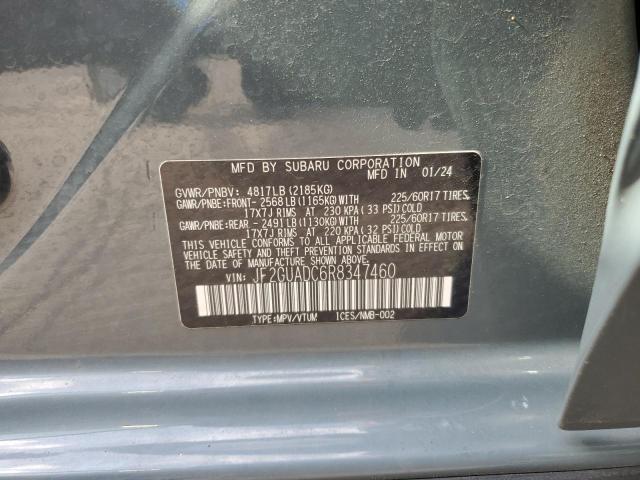 MFD BY SUBARU CORPORATION
MFD IN 01/24
GVWR/PNBV: 4817LB (2185KG)
GAWR/PNBE:FRONT- 2568LB (1165KG)WITH 225/60R17 TIRES,
17X7J RIMS AT 230 KPA (33 PSI)COLD
GAWR/PNBE:REAR -2491LB (1130KG)WITH 225/60R17 TIRES,
17X7J RIMS AT 220 KPA (32 PSI)COLD
THIS VEHICLE CONFORMS TO ALL APPLICABLE FEDERAL MOTOR
VEHICLE SAFETY AND THEFT PREVENTION STANDARDS IN EFFECT
ON THE DATE OF MANUFACTURE SHOWN ABOVE.
VIN: JF2GUADC6R8347460
TYPE:MPV/VTUM ICES/NMB-002